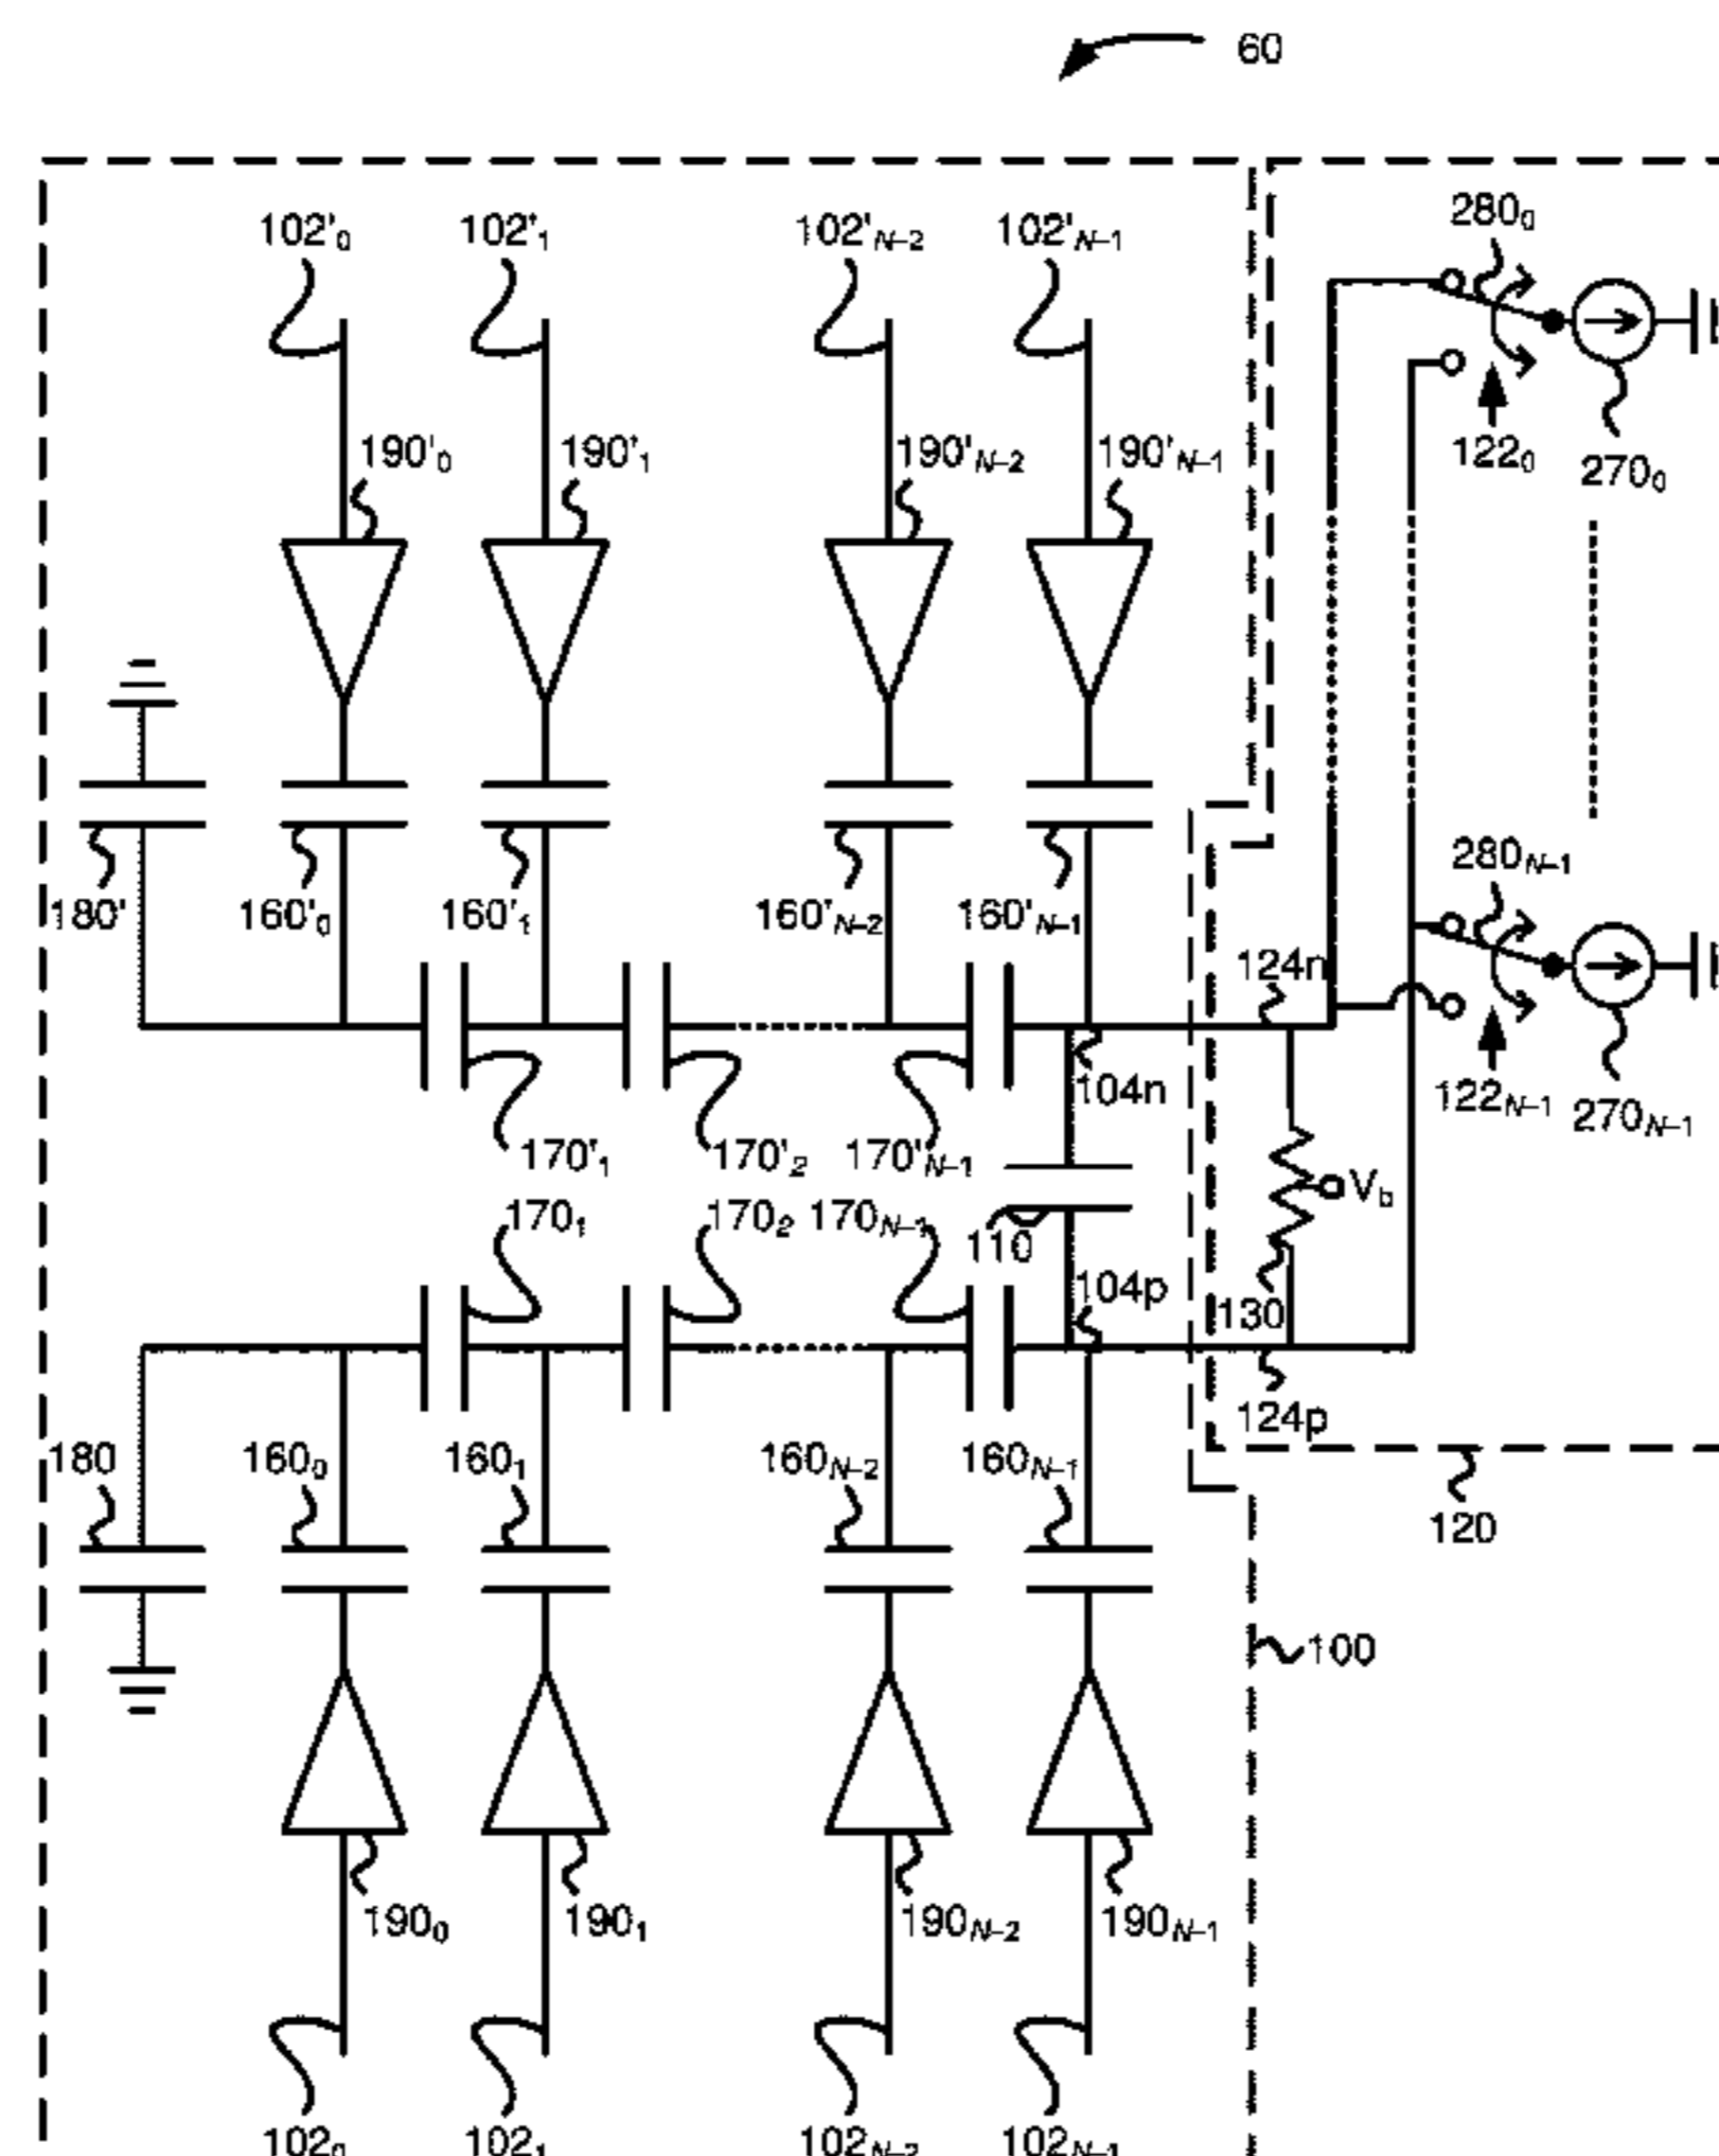 60
102'₀ 102'₁ 102'N–2 102'N–1
280₀
190'₀ 190'₁ 190'N–2 190'N–1
122₀ 270₀
280N–1
180' 160'₀ 160'₁ 160'N–2 160'N–1
124n
104n
122N–1 270N–1
170'₁ 170'₂ 170'N–1
Vb
170₁ 170₂ 170N–1
110
104p
130
124p
180 160₀ 160₁ 160N–2 160N–1
120
100
190₀ 190₁ 190N–2 190N–1
102₀ 102₁ 102N–2 102N–1